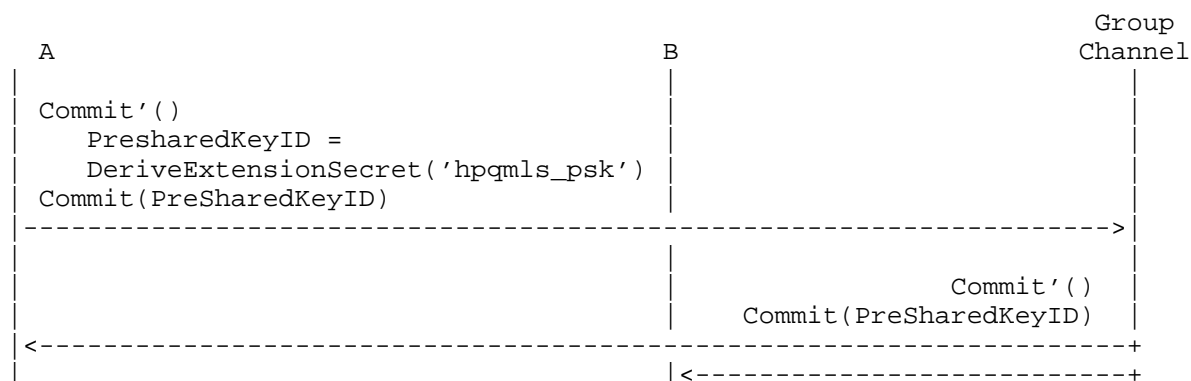 Group
A B Channel
Commit'()
PresharedKeyID =
DeriveExtensionSecret('hpqmls_psk')
Commit(PreSharedKeyID)
Commit'()
Commit(PreSharedKeyID)